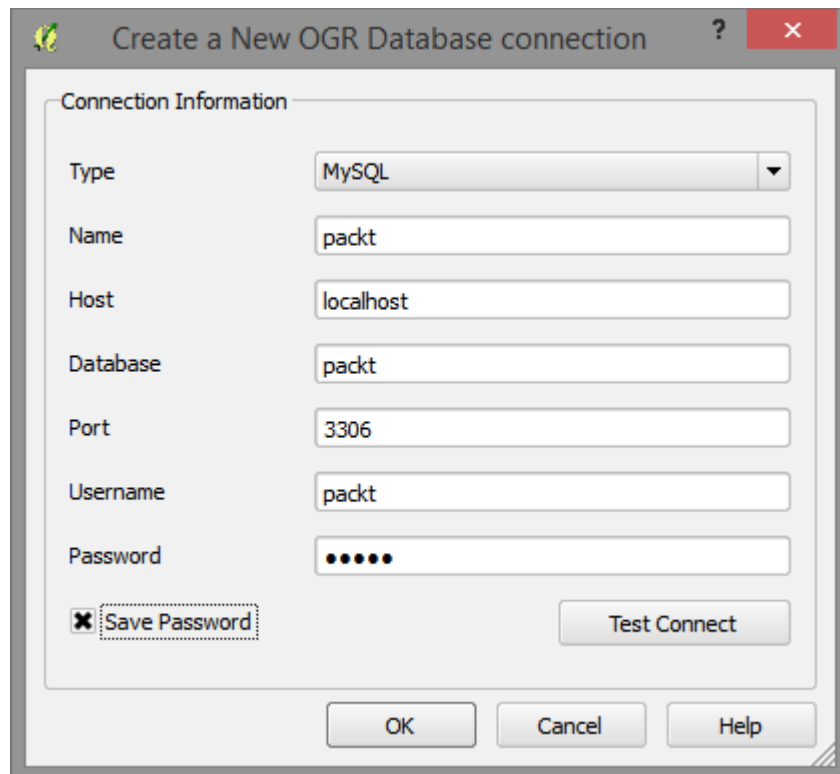 Create a New OGR Database connection ?
Connection Information
Type MySQL
Name packt
Host localhost
Database packt
Port 3306
Username packt
Password •••••
Save Password Test Connect
OK Cancel Help